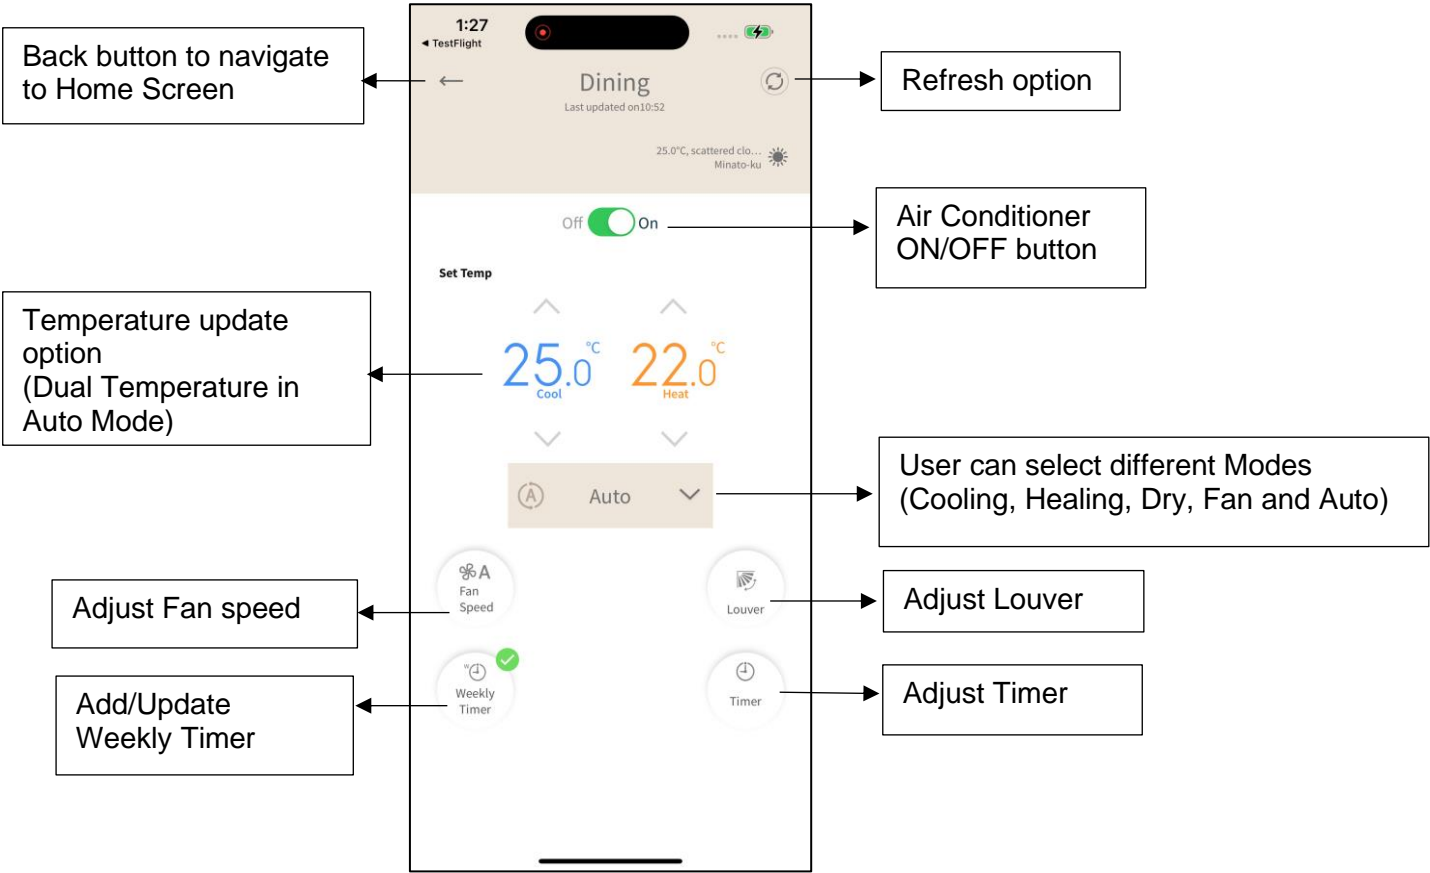 1:27
◀ TestFlight
Back button to navigate
to Home Screen
Dining
Last updated on10:52
Refresh option
25.0°C, scattered clo...
Minato-ku
Off On
Air Conditioner
ON/OFF button
Set Temp
Temperature update
option
(Dual Temperature in
Auto Mode)
25.0°C 22.0°C
Cool Heat
A Auto
User can select different Modes
(Cooling, Healing, Dry, Fan and Auto)
A
Fan
Speed
Adjust Fan speed
Louver
Adjust Louver
W
Weekly
Timer
Add/Update
Weekly Timer
Timer
Adjust Timer